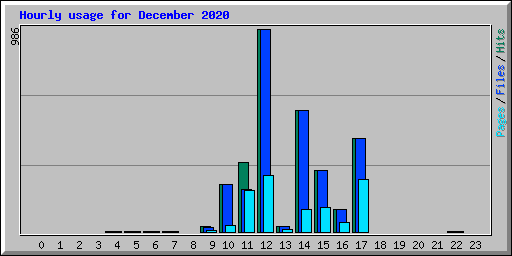 Hourly usage for December 2020
986
Pages/Files/Hits
0 1 2 3 4 5 6 7 8 9 10 11 12 13 14 15 16 17 18 19 20 21 22 23